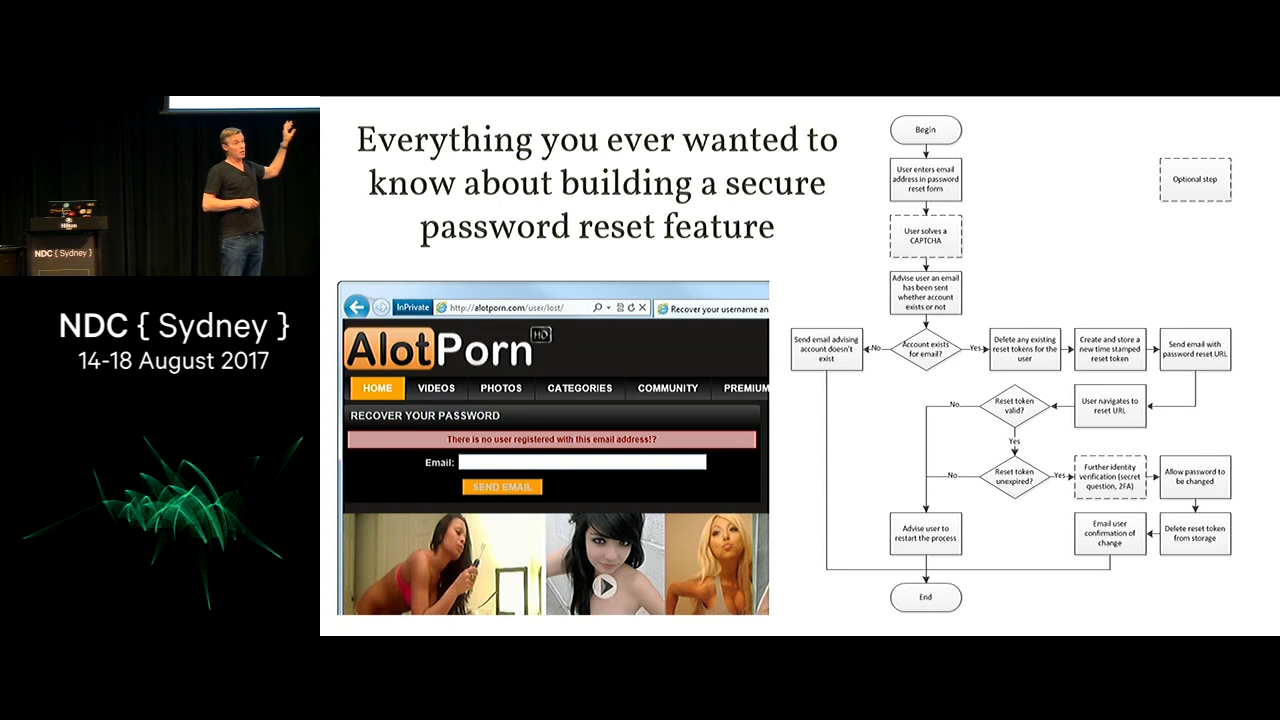 Everything you ever wanted to
know about building a secure
password reset feature
Hilton
NDC { Sydney }
NDC { Sydney }
14-18 August 2017
InPrivate
http://alotporn.com/user/lost/
Recover your username an
AlotPorn HD
HOME VIDEOS PHOTOS CATEGORIES COMMUNITY PREMIUM
RECOVER YOUR PASSWORD
There is no user registered with this email address!?
Email:
SEND EMAIL
Begin
User enters email
address in password
reset form
Optional step
User solves a
CAPTCHA
Advise user an email
has been sent
whether account
exists or not
Send email advising
account doesn't
exist
No
Account exists
for email?
Yes
Delete any existing
reset tokens for the
user
Create and store a
new time stamped
reset token
Send email with
password reset URL
User navigates to
reset URL
Reset token
valid?
No
Yes
Reset token
unexpired?
No
Yes
Further identity
verification (secret
question, 2FA)
Allow password to
be changed
Delete reset token
from storage
Email user
confirmation of
change
Advise user to
restart the process
End